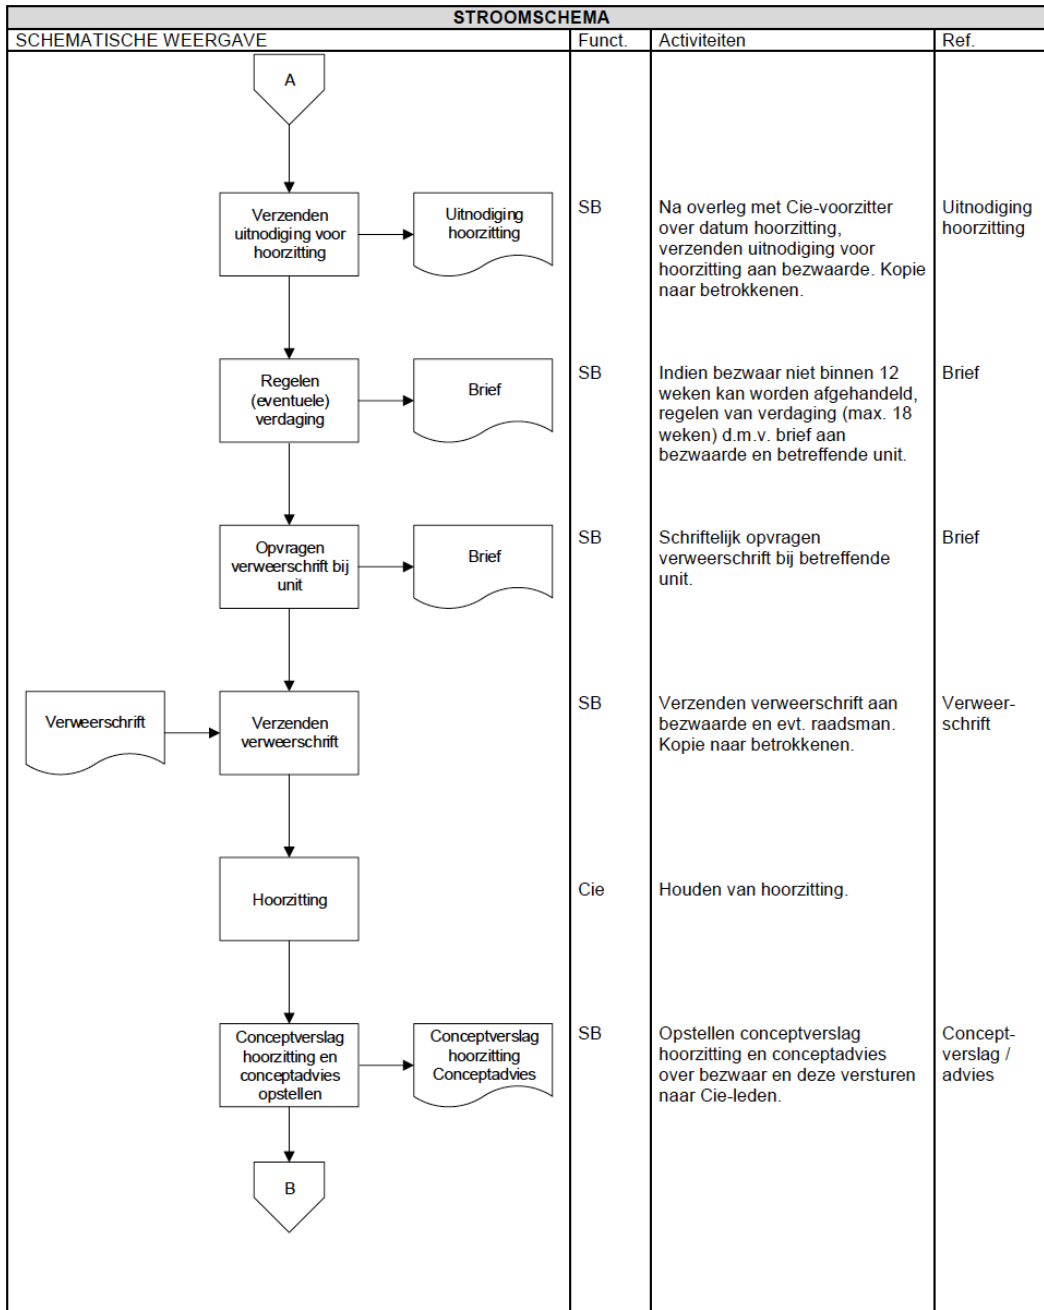 STROOMSCHEMA
SCHEMATISCHE WEERGAVE
Funct.
Activiteiten
Ref.
A
Verzenden
uitnodiging voor
hoorzitting
Uitnodiging
hoorzitting
SB
Na overleg met Cie-voorzitter
over datum hoorzitting,
verzenden uitnodiging voor
hoorzitting aan bezwaarde. Kopie
naar betrokkenen.
Uitnodiging
hoorzitting
Regelen
(eventuele)
verdaging
Brief
SB
Indien bezwaar niet binnen 12
weken kan worden afgehandeld,
regelen van verdaging (max. 18
weken) d.m.v. brief aan
bezwaarde en betreffende unit.
Brief
Opvragen
verweerschrift bij
unit
Brief
SB
Schriftelijk opvragen
verweerschrift bij betreffende
unit.
Brief
Verweerschrift
Verzenden
verweerschrift
SB
Verzenden verweerschrift aan
bezwaarde en evt. raadsman.
Kopie naar betrokkenen.
Verweer-
schrift
Hoorzitting
Cie
Houden van hoorzitting.
Conceptverslag
hoorzitting en
conceptadvies
opstellen
Conceptverslag
hoorzitting
Conceptadvies
SB
Opstellen conceptverslag
hoorzitting en conceptadvies
over bezwaar en deze versturen
naar Cie-leden.
Concept-
verslag /
advies
B